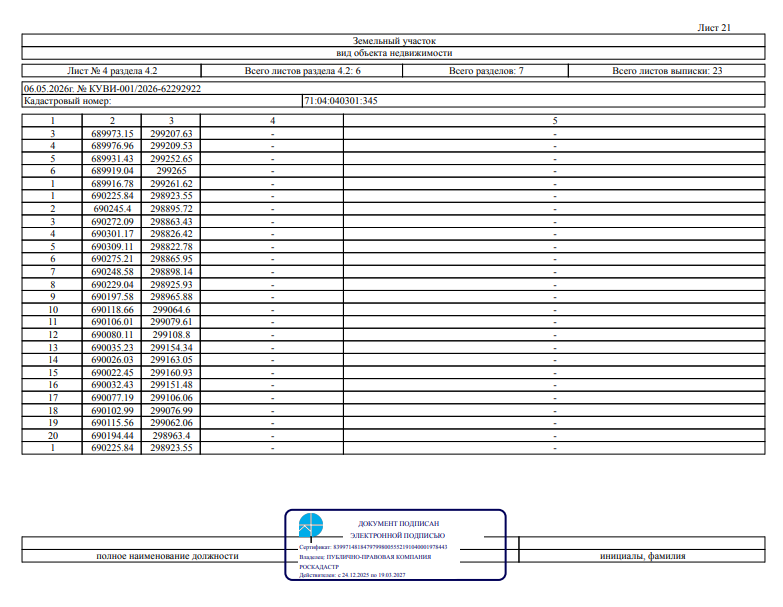 Лист 21
Земельный участок
вид объекта недвижимости
Лист № 4 раздела 4.2 Всего листов раздела 4.2: 6 Всего разделов: 7 Всего листов выписки: 23
06.05.2026г. № КУВИ-001/2026-62292922
Кадастровый номер: 71:04:040301:345
1 2 3 4 5
3 689973.15 299207.63 - -
4 689976.96 299209.53 - -
5 689931.43 299252.65 - -
6 689919.04 299265 - -
1 689916.78 299261.62 - -
1 690225.84 298923.55 - -
2 690245.4 298895.72 - -
3 690272.09 298863.43 - -
4 690301.17 298826.42 - -
5 690309.11 298822.78 - -
6 690275.21 298865.95 - -
7 690248.58 298898.14 - -
8 690229.04 298925.93 - -
9 690197.58 298965.88 - -
10 690118.66 299064.6 - -
11 690106.01 299079.61 - -
12 690080.11 299108.8 - -
13 690035.23 299154.34 - -
14 690026.03 299163.05 - -
15 690022.45 299160.93 - -
16 690032.43 299151.48 - -
17 690077.19 299106.06 - -
18 690102.99 299076.99 - -
19 690115.56 299062.06 - -
20 690194.44 298963.4 - -
1 690225.84 298923.55 - -
ДОКУМЕНТ ПОДПИСАН
ЭЛЕКТРОННОЙ ПОДПИСЬЮ
Сертификат:
Владелец: ПУБЛИЧНО-ПРАВОВАЯ КОМПАНИЯ
РОСКАДАСТР
Действителен: с 24.12.2025 по 19.03.2027
полное наименование должности инициалы, фамилия